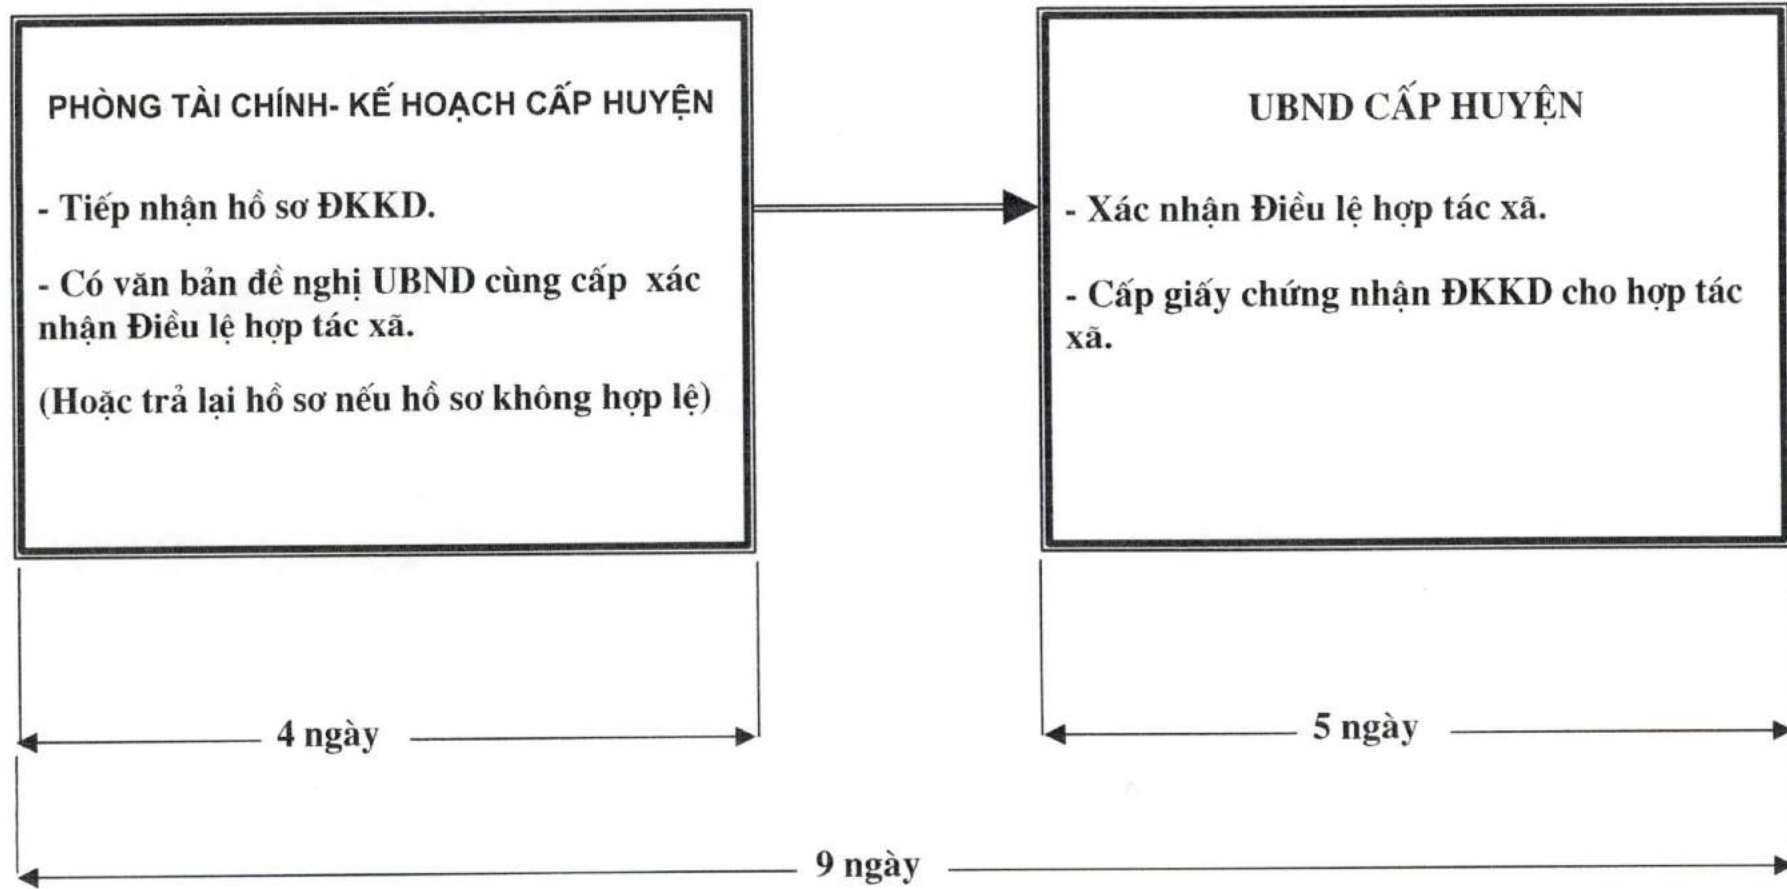 PHÒNG TÀI CHÍNH- KẾ HOẠCH CẤP HUYỆN
- Tiếp nhận hồ sơ ĐKKD.
- Có văn bản đề nghị UBND cùng cấp xác
nhận Điều lệ hợp tác xã.
(Hoặc trả lại hồ sơ nếu hồ sơ không hợp lệ)
UBND CẤP HUYỆN
- Xác nhận Điều lệ hợp tác xã.
- Cấp giấy chứng nhận ĐKKD cho hợp tác
xã.
4 ngày
5 ngày
9 ngày